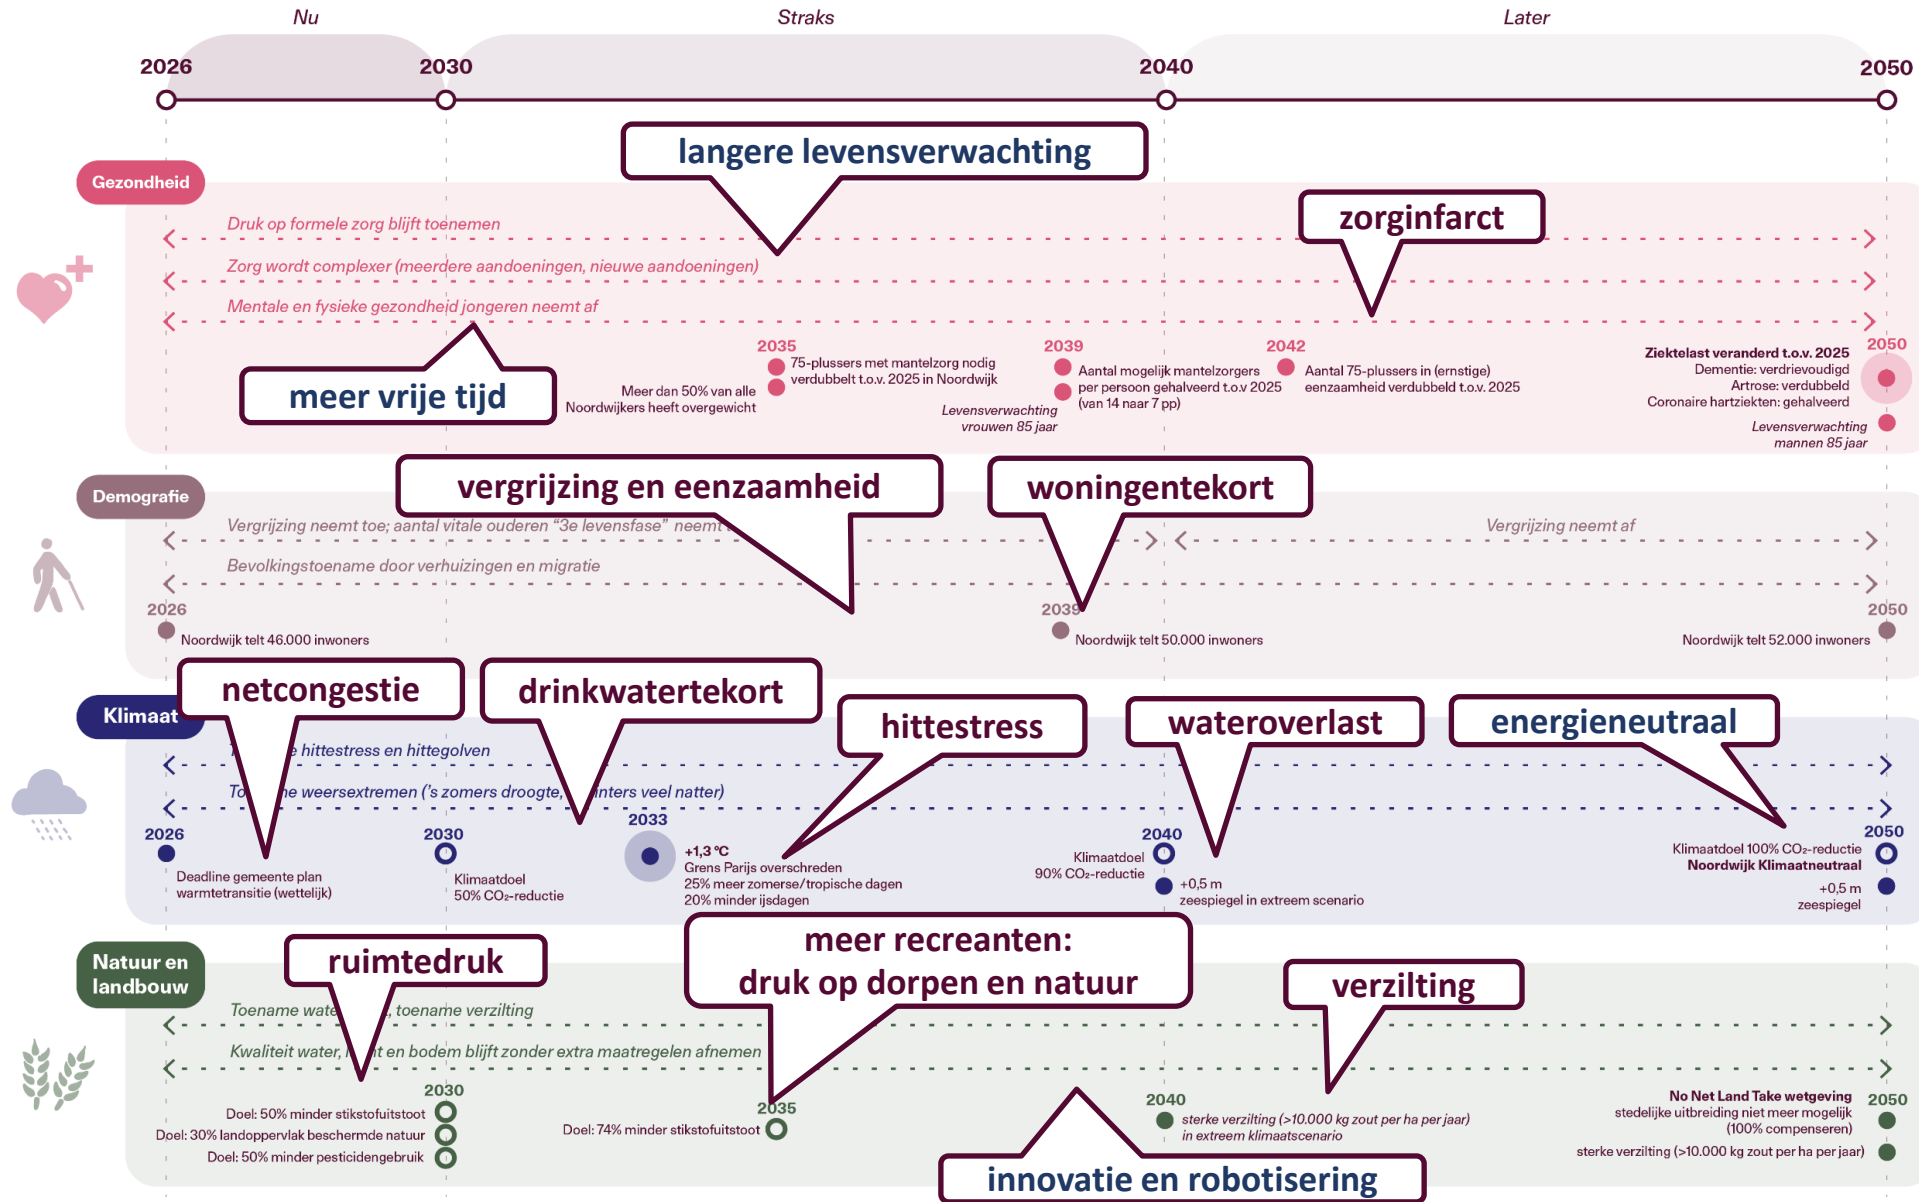 Nu
Straks
Later
2026
2030
2040
2050
langere levensverwachting
Gezondheid
zorginfarct
Druk op formele zorg blijft toenemen
Zorg wordt complexer (meerdere aandoeningen, nieuwe aandoeningen)
Mentale en fysieke gezondheid jongeren neemt af
meer vrije tijd
2035
75-plussers met mantelzorg nodig
verdubbelt t.o.v. 2025 in Noordwijk
Meer dan 50% van alle
Noordwijkers heeft overgewicht
2039
Aantal mogelijk mantelzorgers
per persoon gehalveerd t.o.v 2025
(van 14 naar 7 pp)
Levensverwachting
vrouwen 85 jaar
2042
Aantal 75-plussers in (ernstige)
eenzaamheid verdubbeld t.o.v. 2025
2050
Ziektelast veranderd t.o.v. 2025
Dementie: verdrievoudigd
Artrose: verdubbeld
Coronaire hartziekten: gehalveerd
Levensverwachting
mannen 85 jaar
vergrijzing en eenzaamheid
woningentekort
Demografie
Vergrijzing neemt toe; aantal vitale ouderen “3e levensfase” neemt
Vergrijzing neemt af
Bevolkingstoename door verhuizingen en migratie
2026
Noordwijk telt 46.000 inwoners
2039
Noordwijk telt 50.000 inwoners
2050
Noordwijk telt 52.000 inwoners
netcongestie
drinkwatertekort
hittestress
wateroverlast
energieneutraal
Klimaat
hittestress en hittegolven
weersextremen ('s zomers droogte, veel natter)
2026
Deadline gemeente plan
warmtetransitie (wettelijk)
2030
Klimaatdoel
50% CO₂-reductie
2033
+1,3 °C
Grens Parijs overschreden
25% meer zomerse/tropische dagen
20% minder ijsdagen
2040
Klimaatdoel
90% CO₂-reductie
+0,5 m
zeespiegel in extreem scenario
2050
Klimaatdoel 100% CO₂-reductie
Noordwijk Klimaatneutraal
+0,5 m
zeespiegel
ruimtedruk
meer recreanten:
druk op dorpen en natuur
verzilting
Natuur en
landbouw
Toename toename verzilting
Kwaliteit water, en bodem blijft zonder extra maatregelen afnemen
2030
Doel: 50% minder stikstofuitstoot
Doel: 30% landoppervlak beschermde natuur
Doel: 50% minder pesticidengebruik
2035
Doel: 74% minder stikstofuitstoot
2040
sterke verzilting (>10.000 kg zout per ha per jaar)
in extreem klimaatscenario
2050
No Net Land Take wetgeving
stedelijke uitbreiding niet meer mogelijk
(100% compenseren)
sterke verzilting (>10.000 kg zout per ha per jaar)
innovatie en robotisering